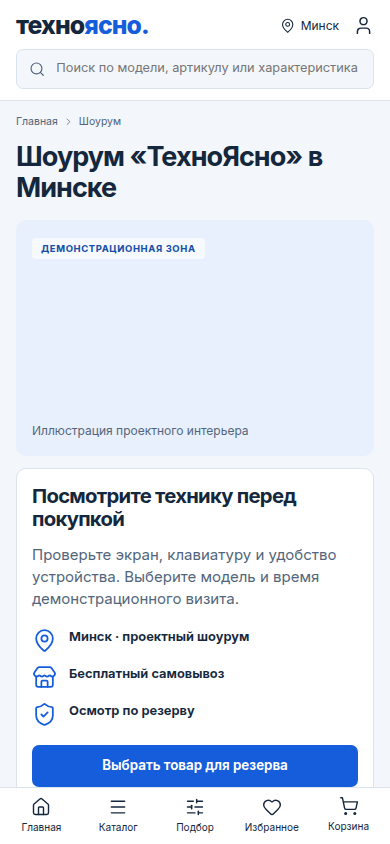 техноясно.
Минск
Поиск по модели, артикулу или характеристика
Главная
Шоурум
Шоурум «ТехноЯсно» в
Минске
ДЕМОНСТРАЦИОННАЯ ЗОНА
Иллюстрация проектного интерьера
Посмотрите технику перед
покупкой
Проверьте экран, клавиатуру и удобство
устройства. Выберите модель и время
демонстрационного визита.
Минск · проектный шоурум
Бесплатный самовывоз
Осмотр по резерву
Выбрать товар для резерва
Главная
Каталог
Подбор
Избранное
Корзина